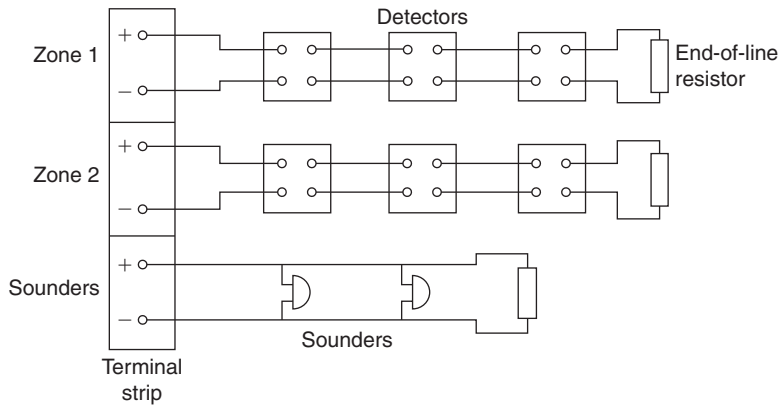 Detectors
Zone 1
+
−
End-of-line
resistor
Zone 2
+
−
Sounders
+
−
Sounders
Terminal
strip